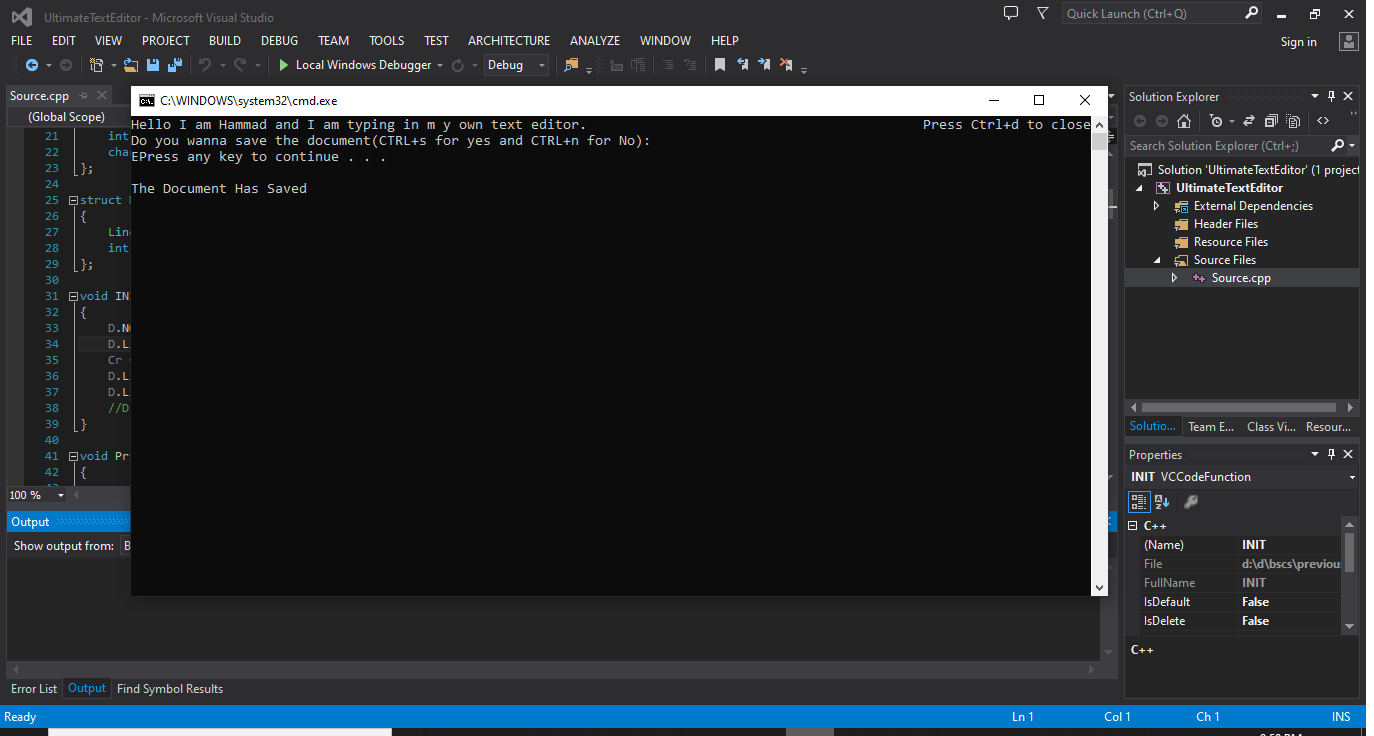 UltimateTextEditor - Microsoft Visual Studio
Quick Launch (Ctrl+Q)
FILE EDIT VIEW PROJECT BUILD DEBUG TEAM TOOLS TEST ARCHITECTURE ANALYZE WINDOW HELP
Sign in
Local Windows Debugger Debug
Source.cpp
(Global Scope)
21 int
22 cha
23 };
24
25 struct
26 {
27 Line
28 int
29 };
30
31 void IN
32 {
33 D.N
34 D.L
35 Cr
36 D.L
37 D.L
38 //D
39 }
40
41 void Pr
42 {
100 %
C:\WINDOWS\system32\cmd.exe
Hello I am Hammad and I am typing in m y own text editor. Press Ctrl+d to close
Do you wanna save the document(CTRL+s for yes and CTRL+n for No):
EPress any key to continue . . .
The Document Has Saved
Output
Show output from: B
Error List Output Find Symbol Results
Solution Explorer
Search Solution Explorer (Ctrl+;)
Solution 'UltimateTextEditor' (1 project
UltimateTextEditor
External Dependencies
Header Files
Resource Files
Source Files
Source.cpp
Solutio... Team E... Class Vi... Resour...
Properties
INIT VCCodeFunction
C++
(Name) INIT
File d:\d\bscs\previou
FullName INIT
IsDefault False
IsDelete False
C++
Ready Ln 1 Col 1 Ch 1 INS